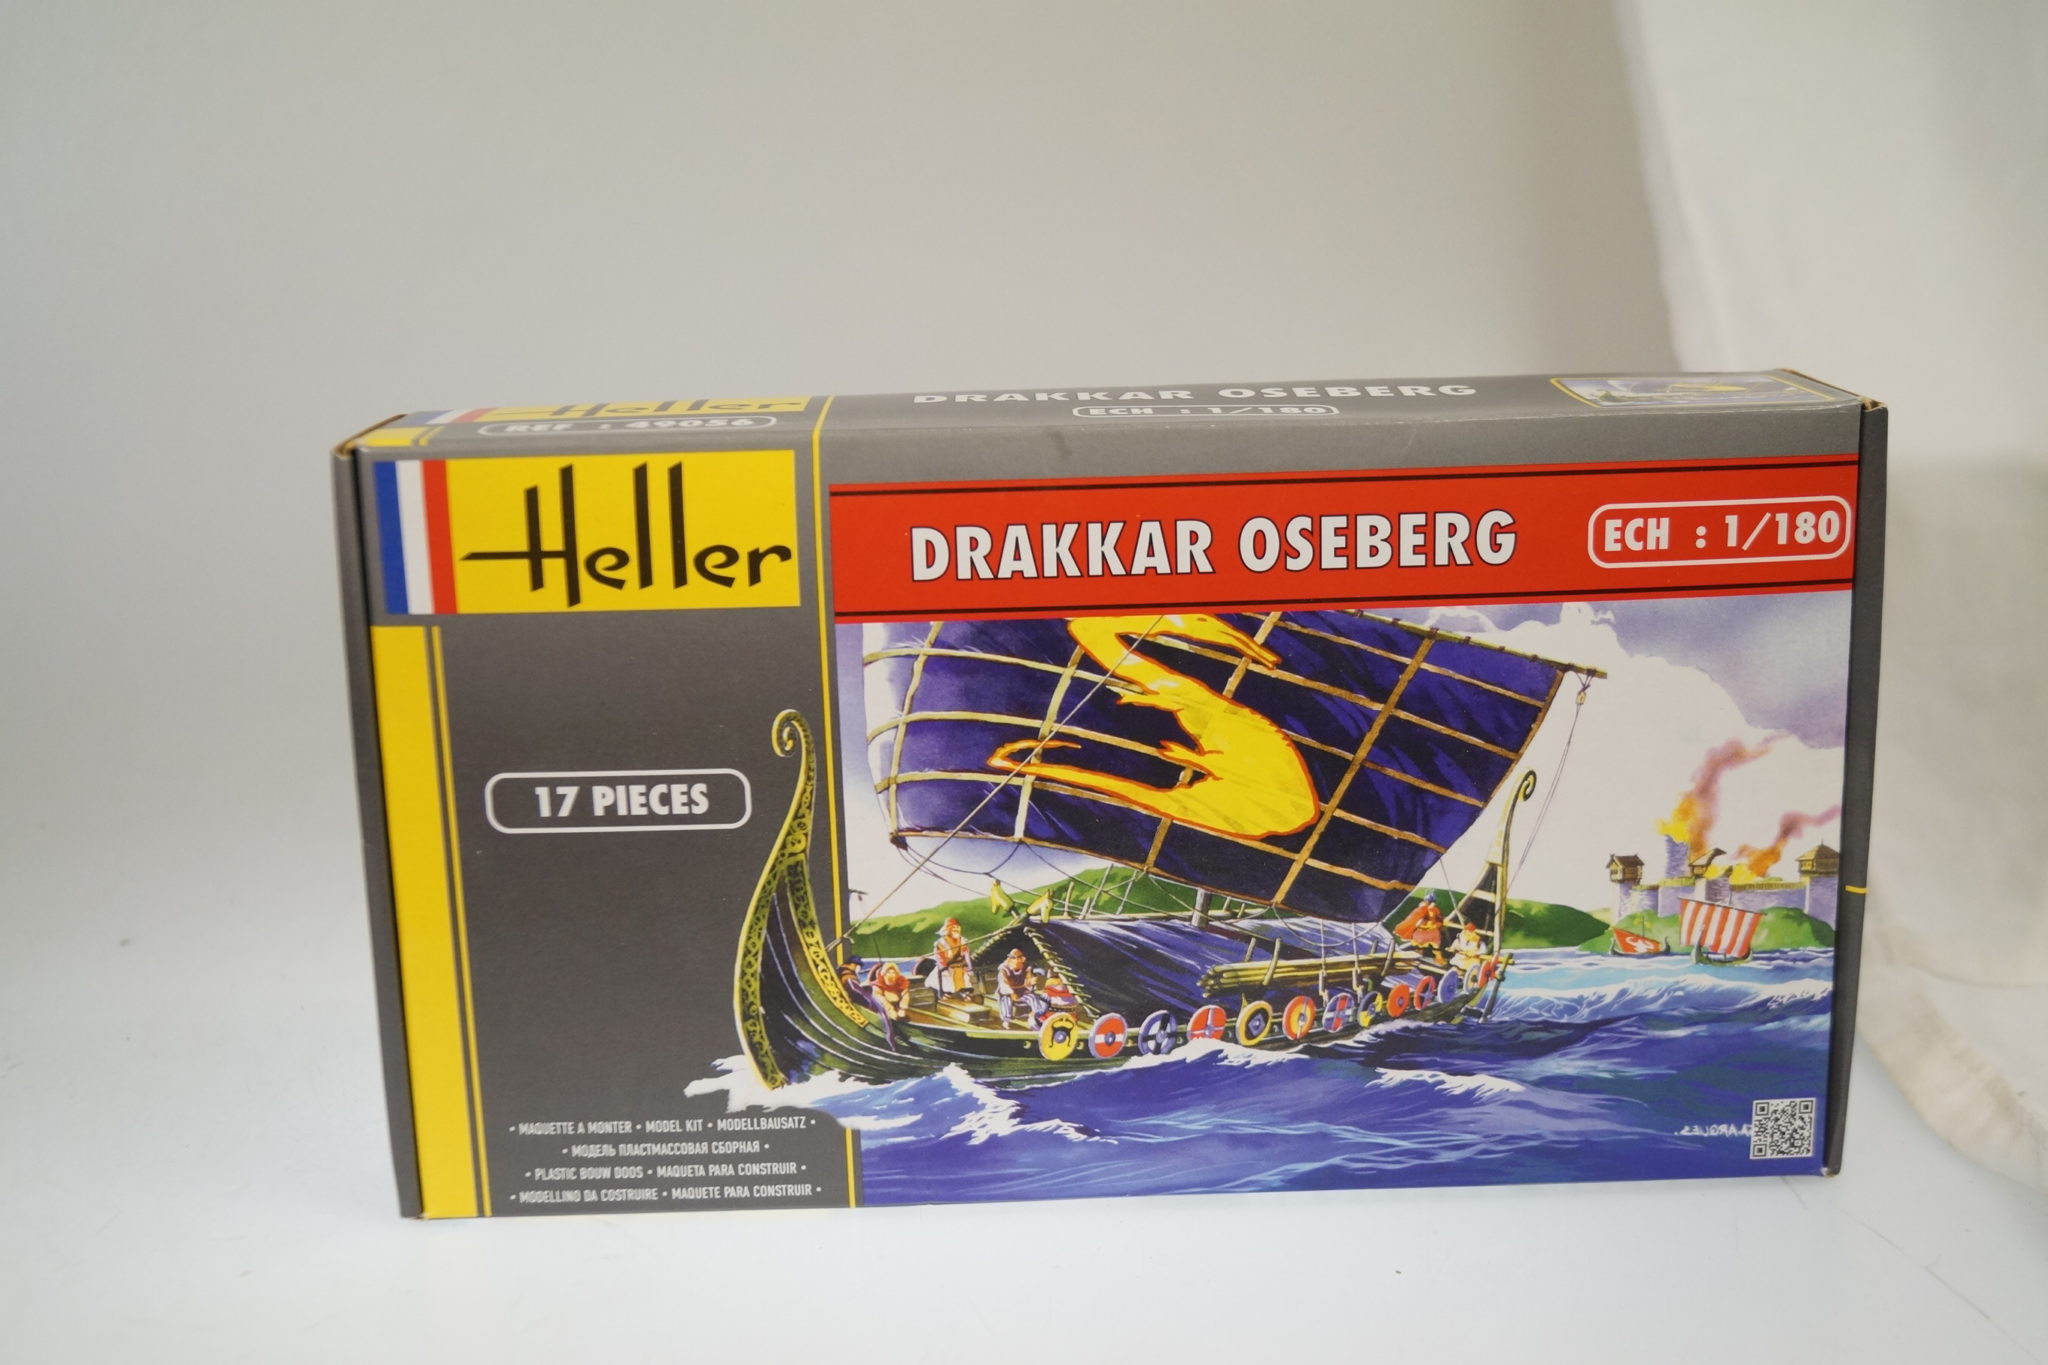 Heller
DRAKKAR OSEBERG
REF : 49056
ECH : 1/180
Heller
DRAKKAR OSEBERG
ECH : 1/180
17 PIECES
• MAQUETTE A MONTER • MODEL KIT • MODELLBAUSATZ •
• МОДЕЛЬ ПЛАСТМАССОВАЯ СБОРНАЯ •
• PLASTIC BOUW DOOS • MAQUETA PARA CONSTRUIR •
• MODELLINO DA COSTRUIRE • MAQUETE PARA CONSTRUIR •